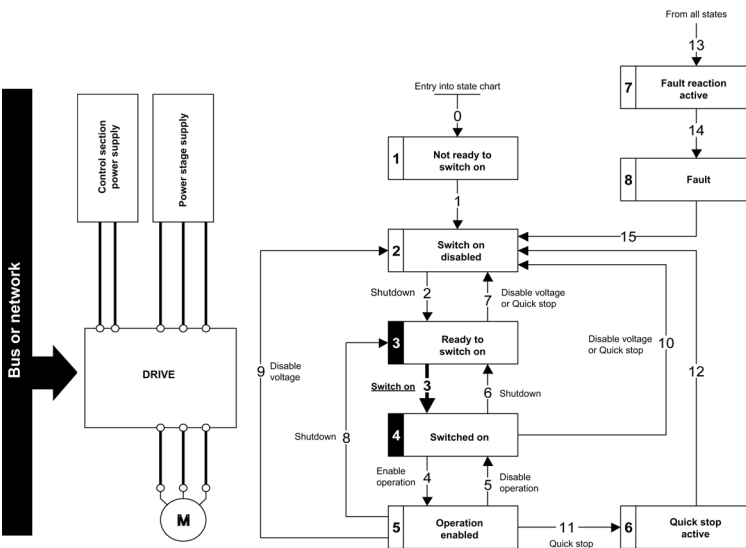 Bus or network
Control section
power supply
Power stage supply
DRIVE
M
Entry into state chart
0
1
Not ready to
switch on
1
2
Switch on
disabled
Shutdown
2
7
Disable voltage
or Quick stop
3
Ready to
switch on
Switch on
3
6
Shutdown
4
Switched on
Enable
operation
4
5
Disable
operation
5
Operation
enabled
9
Disable
voltage
Shutdown
8
11
Quick stop
6
Quick stop
active
Disable voltage
or Quick stop
10
12
15
From all states
13
7
Fault reaction
active
14
8
Fault